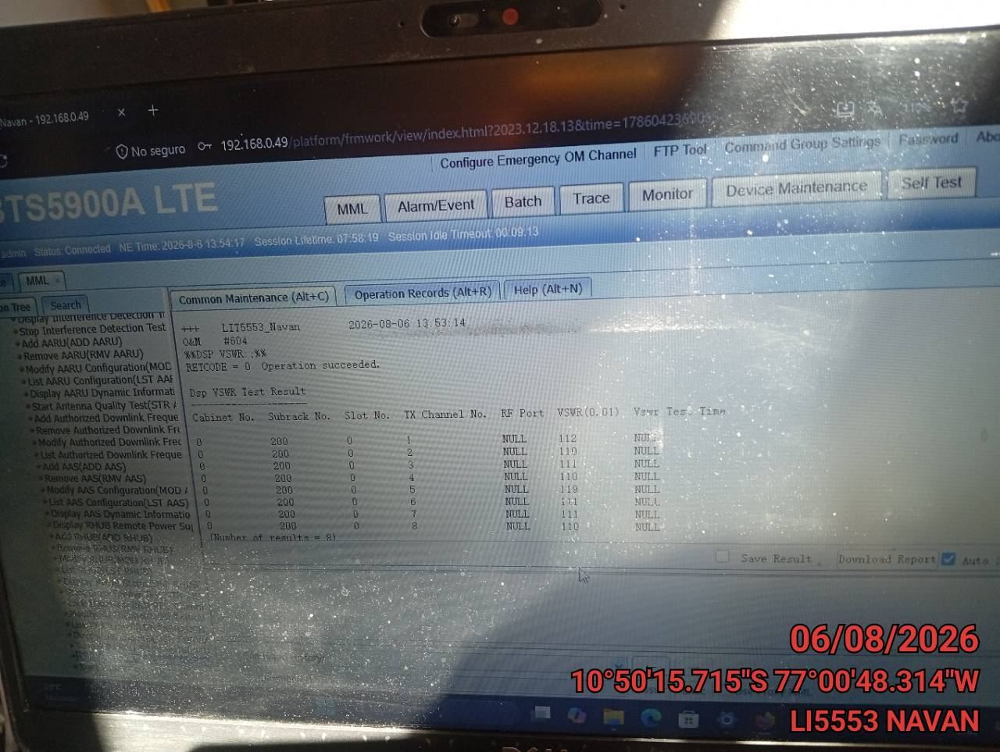 Navan - 192.168.0.49
No seguro 192.168.0.49/platform/frmwork/view/index.html?2023.12.18.13&time=
Configure Emergency OM Channel FTP Tool Command Group Settings Password
BTS5900A LTE
MML Alarm/Event Batch Trace Monitor Device Maintenance Self Test
admin Status: Connected NE Time: 2026-8-6 13:54:17 Session Lifetime: 07:58:19 Session Idle Timeout: 00:09:13
MML
Search
Common Maintenance (Alt+C) Operation Records (Alt+R) Help (Alt+N)
Display Interference Detection
Stop Interference Detection Test
Add AARU(ADD AARU)
Remove AARU(RMV AARU)
Modify AARU Configuration(MOD
List AARU Configuration(LST
Display AARU Dynamic Informati
Start Antenna Quality Test(STR
Add Authorized Downlink Freque
Remove Authorized Downlink Fre
Modify Authorized Downlink Frec
List Authorized Downlink Freque
Add AAS(ADD AAS)
Remove AAS(RMV AAS)
Modify AAS Configuration(MOD
List AAS Configuration(LST AAS)
Display AAS Dynamic Informatio
Display RHUB Remote Power Su
Add RHUB(ADD RHUB)
+++ LIT5553_Navan 2026-08-06 13:53:14
O&M #604
%%DSP VSWR:;%%
RETCODE = 0 Operation succeeded.
Dsp VSWR Test Result
--------------------
Cabinet No. Subrack No. Slot No. TX Channel No. RF Port VSWR(0.01) Vswr Test Time
0 200 0 1 NULL 112 NULL
0 200 0 2 NULL 110 NULL
0 200 0 3 NULL 111 NULL
0 200 0 4 NULL 110 NULL
0 200 0 5 NULL 119 NULL
0 200 0 6 NULL 111 NULL
0 200 0 7 NULL 111 NULL
0 200 0 8 NULL 110 NULL
(Number of results = 8)
Save Result Download Report Auto
06/08/2026
10°50'15.715"S 77°00'48.314"W
LI5553 NAVAN